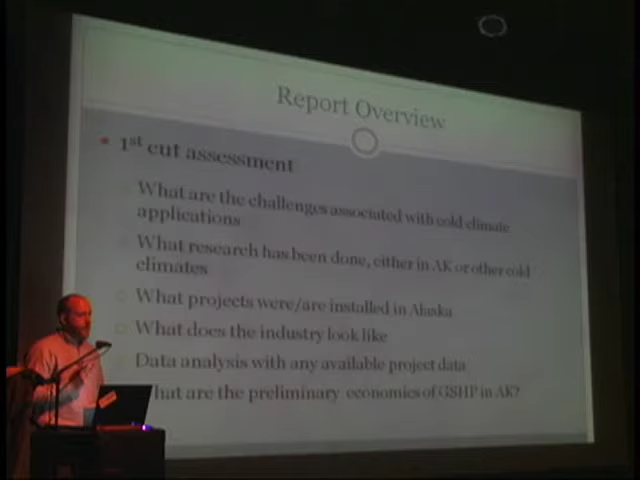 Report Overview
1st cut assessment
What are the challenges associated with cold climate
applications
What research has been done, either in AK or other cold
climates
What projects were/are installed in Alaska
What does the industry look like
Data analysis with any available project data
hat are the preliminary economics of GSHP in AK?